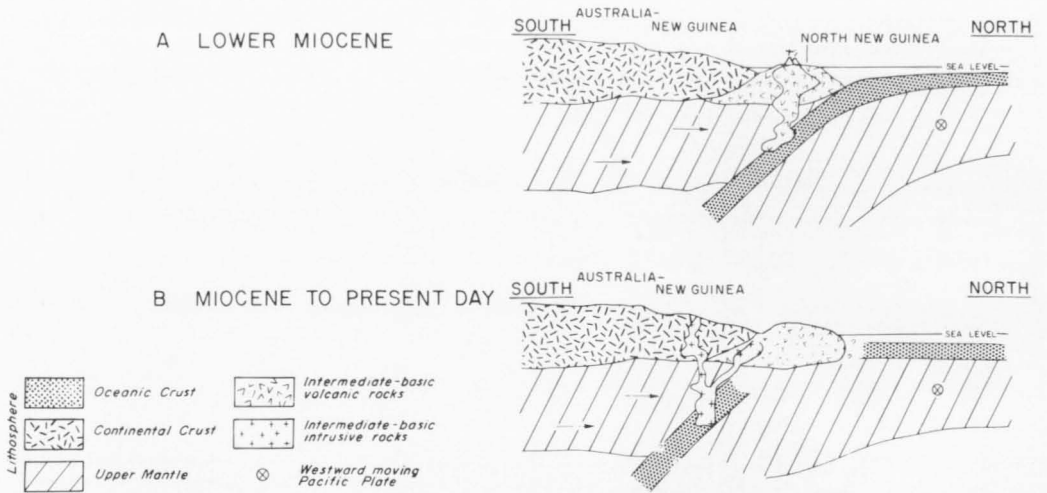 A LOWER MIOCENE
SOUTH
AUSTRALIA-
NEW GUINEA
NORTH NEW GUINEA
NORTH
SEA LEVEL
B MIOCENE TO PRESENT DAY
SOUTH
AUSTRALIA-
NEW GUINEA
NORTH
SEA LEVEL
Lithosphere
Oceanic Crust
Continental Crust
Upper Mantle
Intermediate-basic
volcanic rocks
Intermediate-basic
intrusive rocks
Westward moving
Pacific Plate